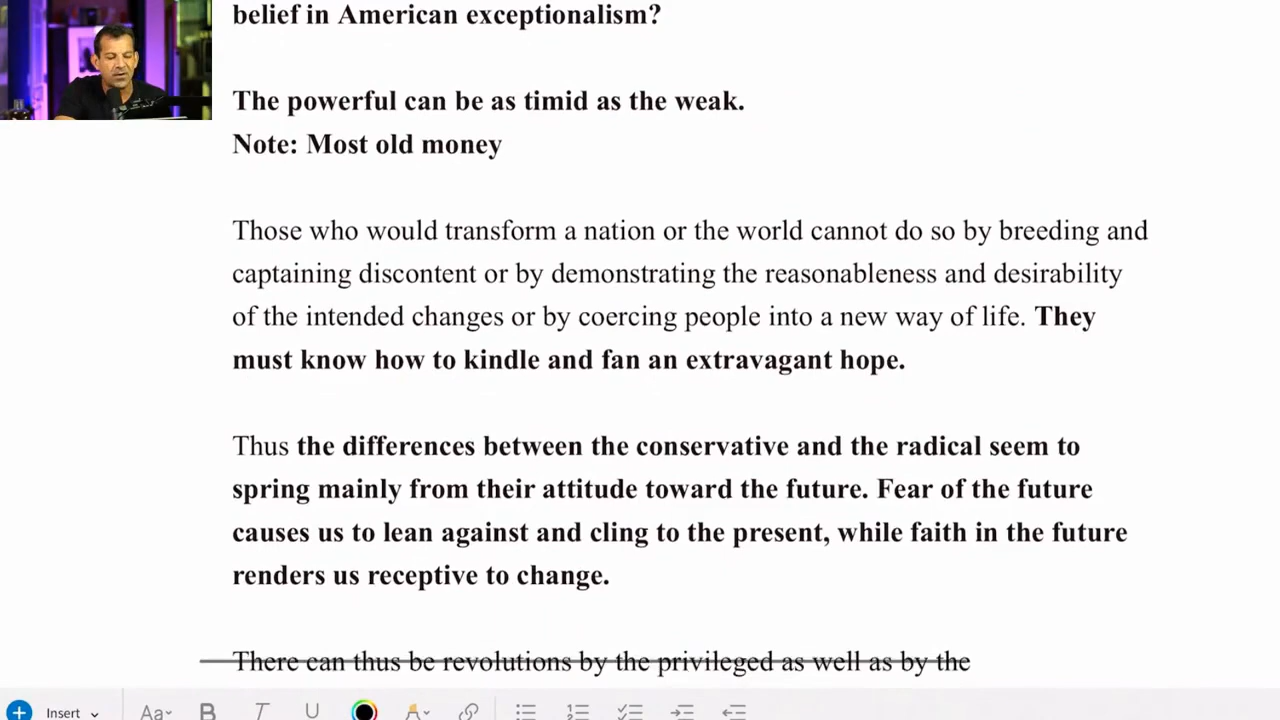 belief in American exceptionalism?
The powerful can be as timid as the weak.
Note: Most old money
Those who would transform a nation or the world cannot do so by breeding and
captaining discontent or by demonstrating the reasonableness and desirability
of the intended changes or by coercing people into a new way of life. They
must know how to kindle and fan an extravagant hope.
Thus the differences between the conservative and the radical seem to
spring mainly from their attitude toward the future. Fear of the future
causes us to lean against and cling to the present, while faith in the future
renders us receptive to change.
There can thus be revolutions by the privileged as well as by the
Insert Aa B T U A